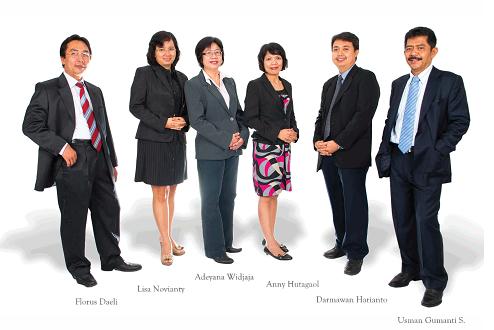 Florus Daeli
Lisa Novianty
Adeyana Widjaja
Anny Hutagaol
Darmawan Harianto
Usman Gumanti S.